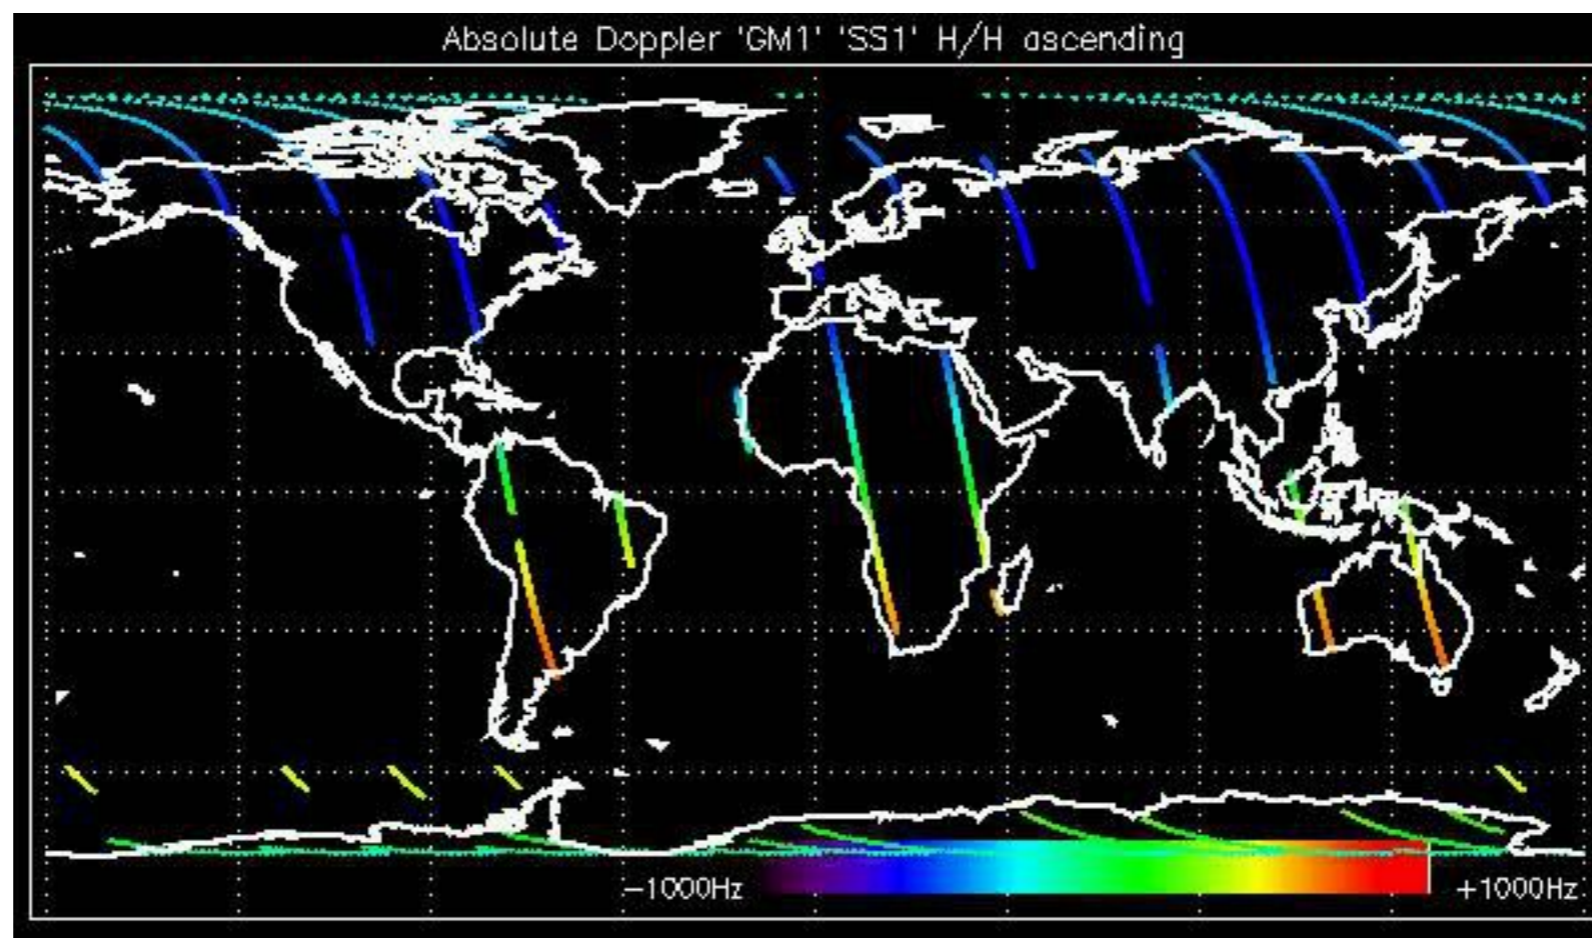 Absolute Doppler 'GM1' 'SS1' H/H ascending
-1000Hz
+1000Hz